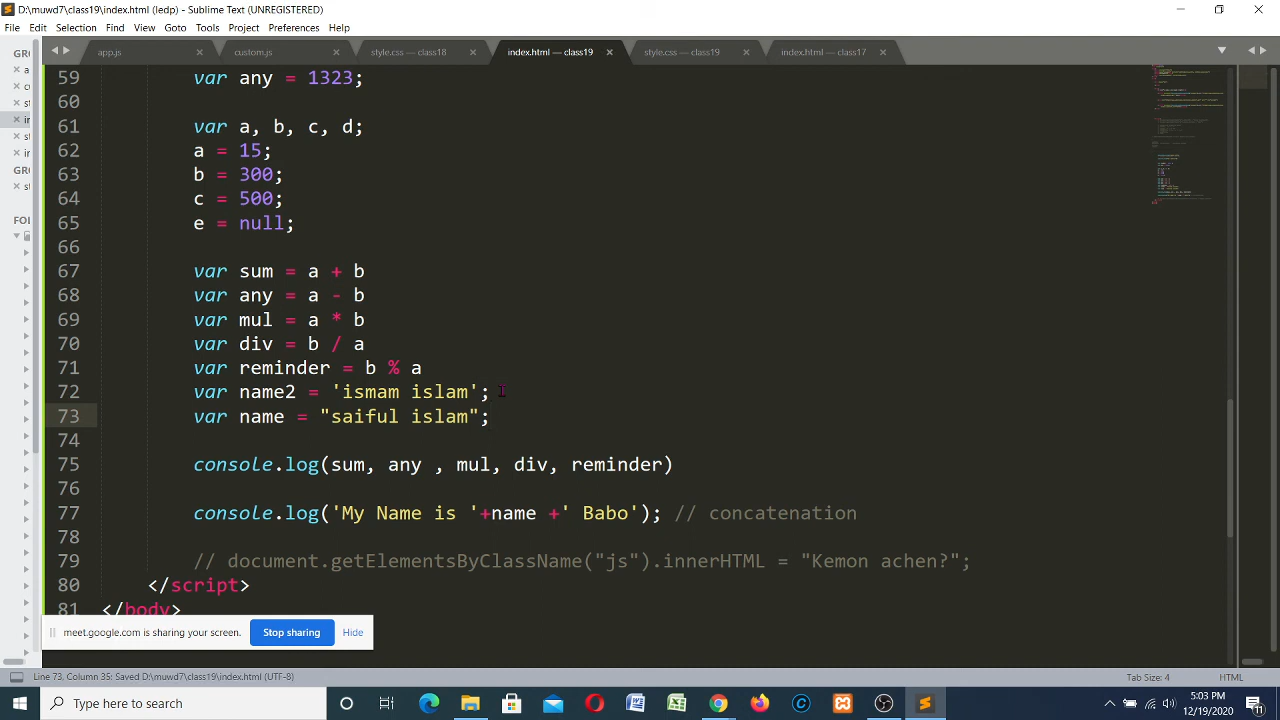 D:\muwd7\class19\index.html (ledp) - Sublime Text (UNREGISTERED)
File Edit Selection Find View Goto Tools Project Preferences Help
GR app.js custom.js style.css — class18 index.html — class19 style.css — class19 index.html — class17
59 var any = 1323;
60
61 var a, b, c, d;
62 a = 15;
63 b = 300;
64 c = 500;
65 e = null;
66
67 var sum = a + b
68 var any = a - b
69 var mul = a * b
70 var div = b / a
71 var reminder = b % a
72 var name2 = 'ismam islam';
73 var name = "saiful islam";
74
75 console.log(sum, any , mul, div, reminder)
76
77 console.log('My Name is '+name +' Babo'); // concatenation
78
79 // document.getElementsByClassName("js").innerHTML = "Kemon achen?";
80 </script>
81 </body>
FOL
meet.google.com is sharing your screen. Stop sharing Hide
Line 73, Column 35: Saved D:\muwd7\class19\index.html (UTF-8) Tab Size: 4 HTML
Type here to search
5:03 PM
12/19/2020